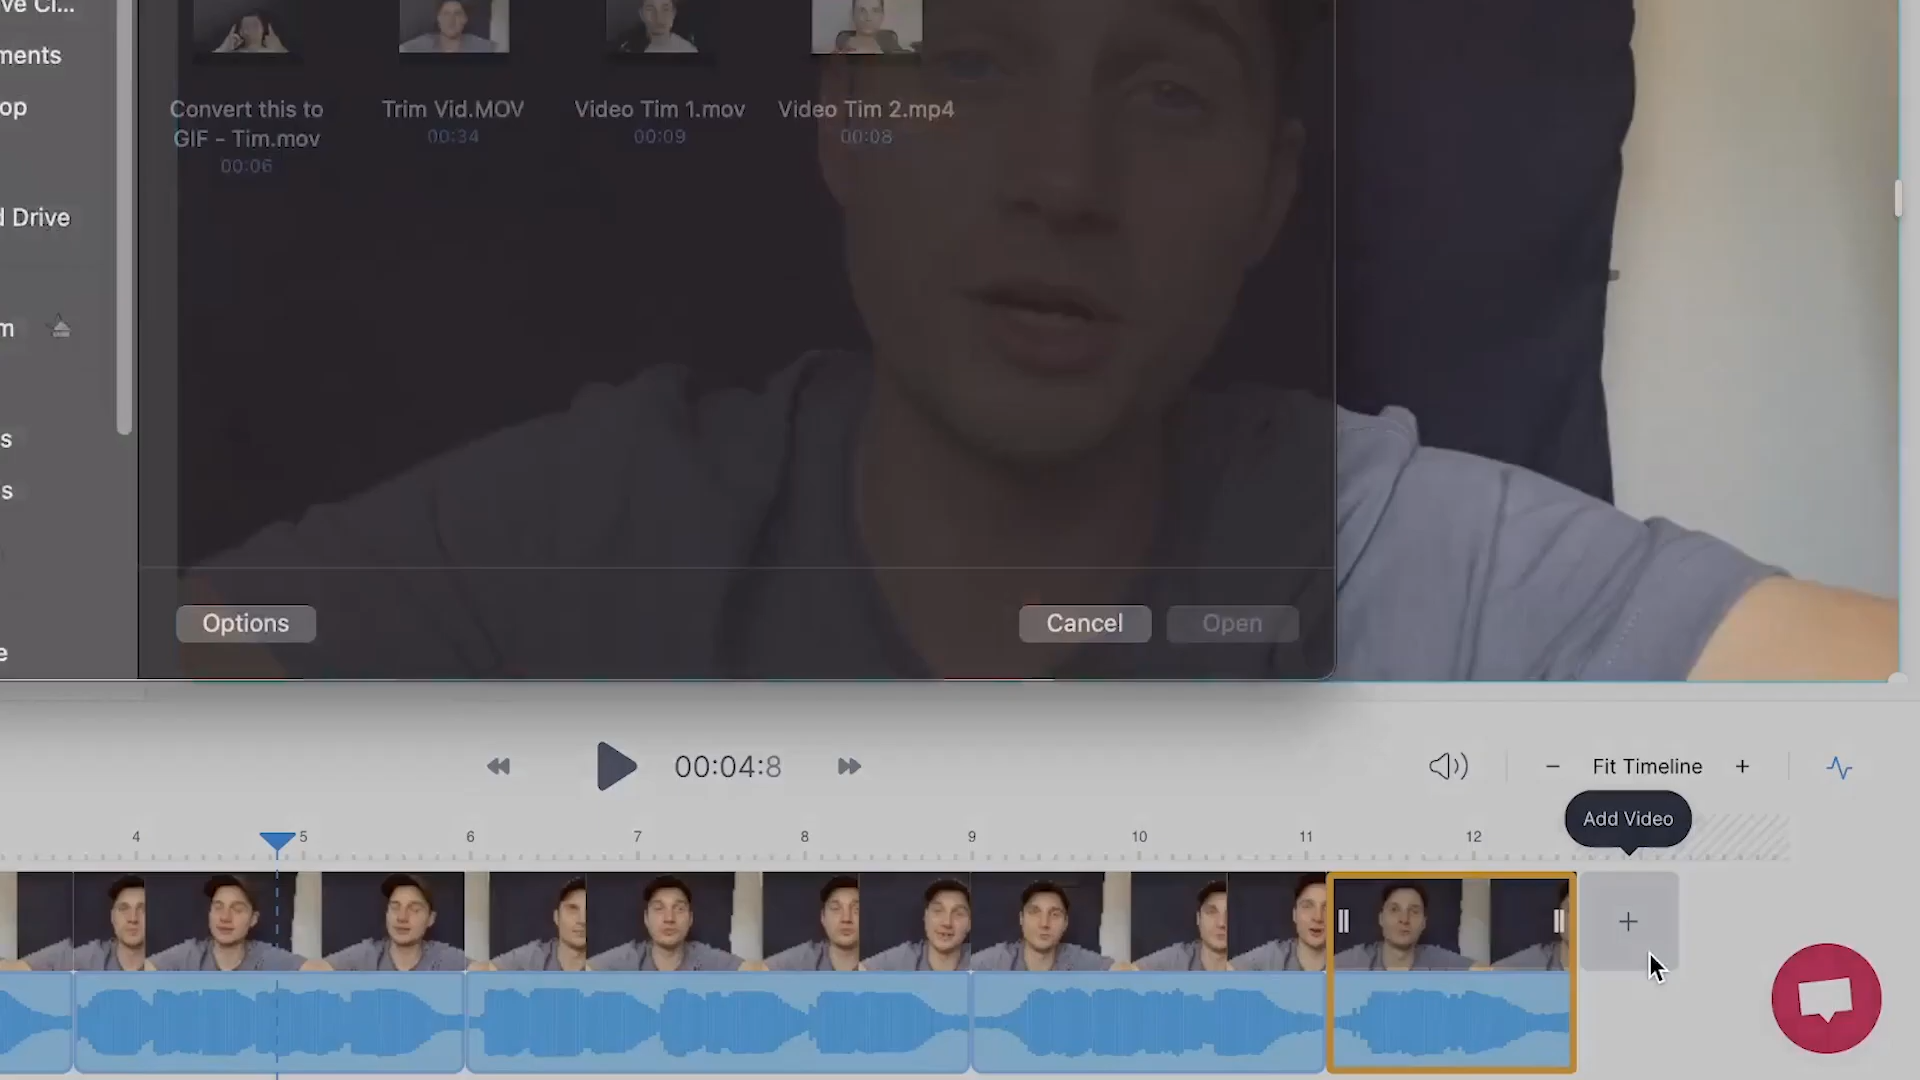 ve Cl...
ments
op
d Drive
m
s
s
e
Convert this to
GIF - Tim.mov
00:06
Trim Vid.MOV
00:34
Video Tim 1.mov
00:09
Video Tim 2.mp4
00:08
Options
Cancel
Open
00:04:8
Fit Timeline
Add Video
4 5 6 7 8 9 10 11 12